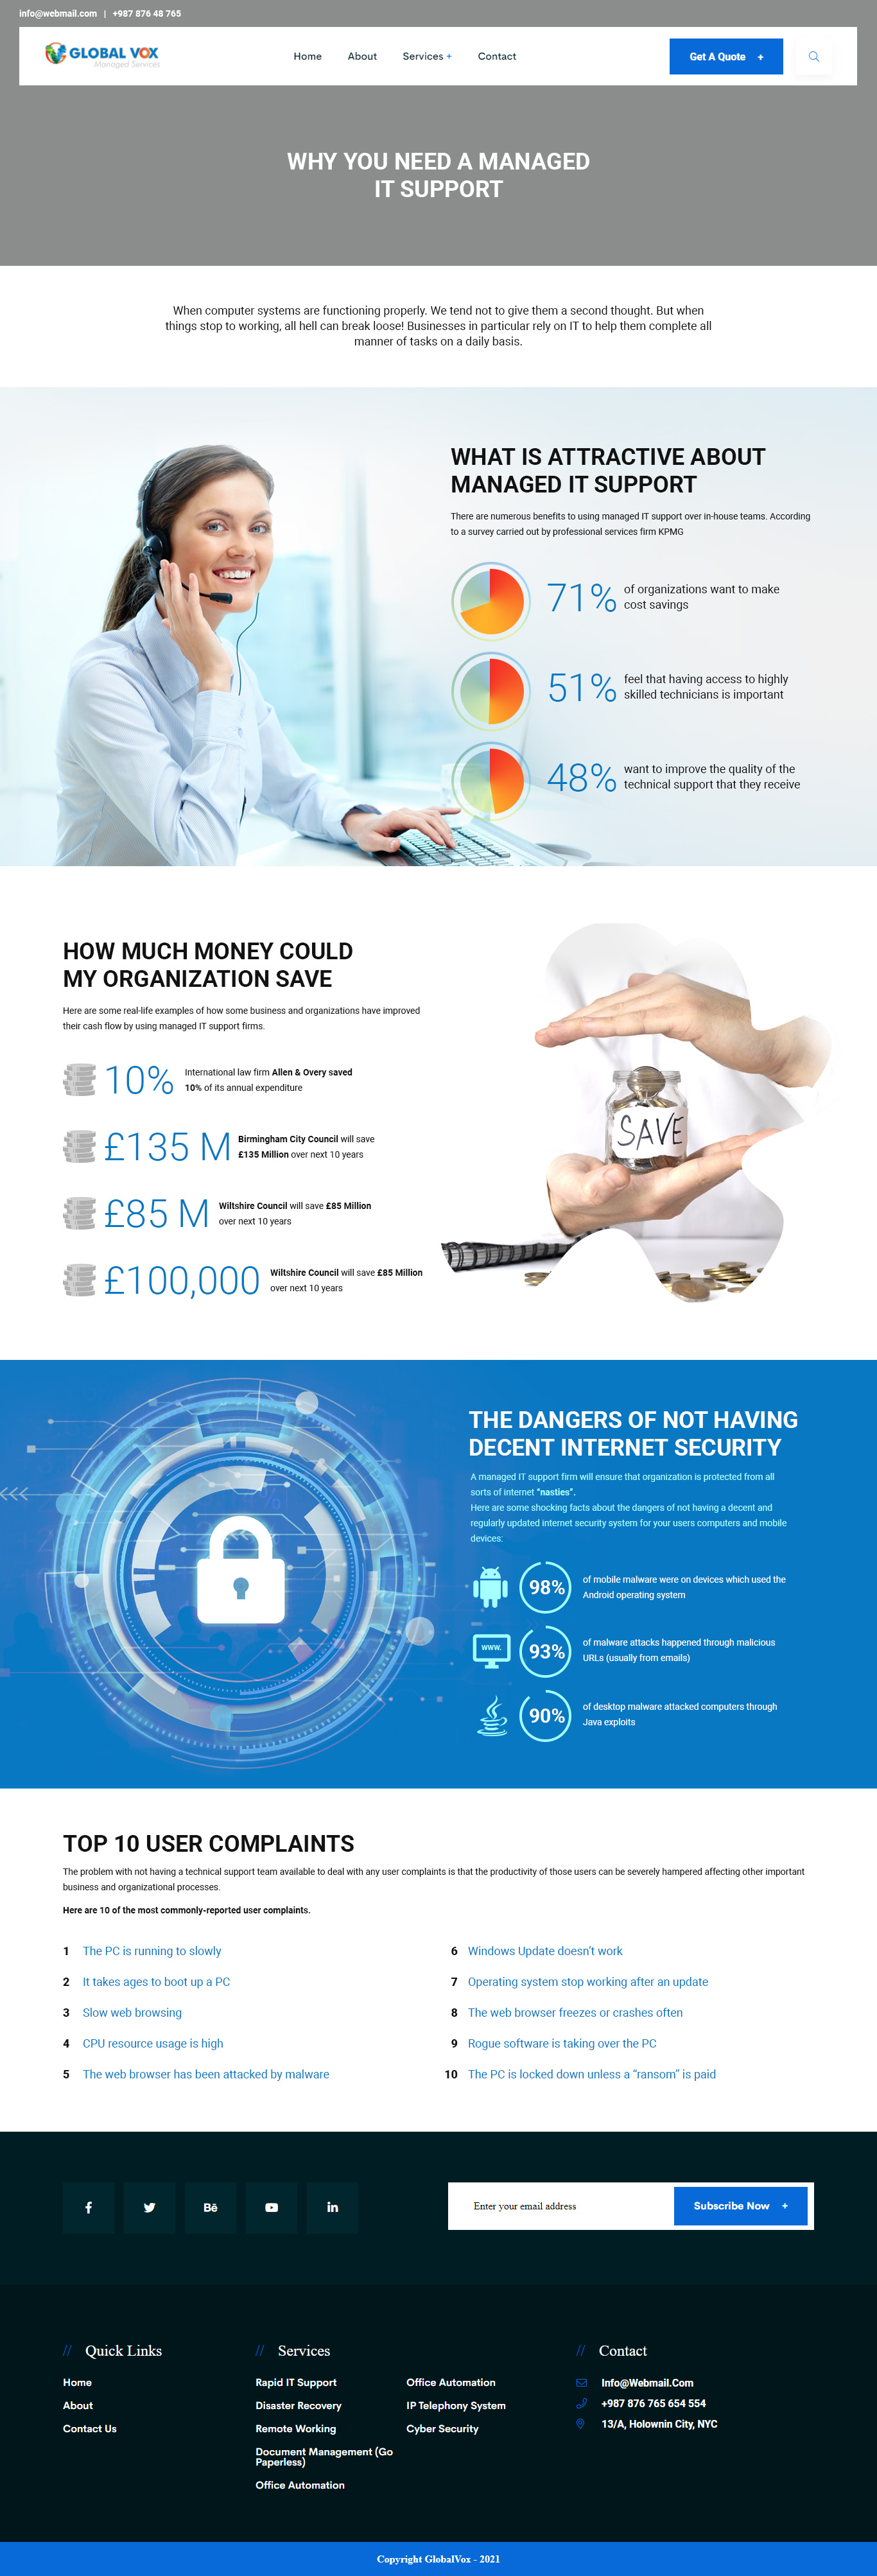 info@webmail.com | +987 876 48 765
GLOBAL VOX
Managed Services
Home About Services + Contact
Get A Quote +
WHY YOU NEED A MANAGED
IT SUPPORT
When computer systems are functioning properly. We tend not to give them a second thought. But when
things stop to working, all hell can break loose! Businesses in particular rely on IT to help them complete all
manner of tasks on a daily basis.
WHAT IS ATTRACTIVE ABOUT
MANAGED IT SUPPORT
There are numerous benefits to using managed IT support over in-house teams. According
to a survey carried out by professional services firm KPMG
71% of organizations want to make
cost savings
51% feel that having access to highly
skilled technicians is important
48% want to improve the quality of the
technical support that they receive
HOW MUCH MONEY COULD
MY ORGANIZATION SAVE
Here are some real-life examples of how some business and organizations have improved
their cash flow by using managed IT support firms.
10% International law firm Allen & Overy saved
10% of its annual expenditure
£135 M Birmingham City Council will save
£135 Million over next 10 years
£85 M Wiltshire Council will save £85 Million
over next 10 years
£100,000 Wiltshire Council will save £85 Million
over next 10 years
SAVE
THE DANGERS OF NOT HAVING
DECENT INTERNET SECURITY
A managed IT support firm will ensure that organization is protected from all
sorts of internet "nasties".
Here are some shocking facts about the dangers of not having a decent and
regularly updated internet security system for your users computers and mobile
devices:
98% of mobile malware were on devices which used the
Android operating system
www. 93% of malware attacks happened through malicious
URLs (usually from emails)
90% of desktop malware attacked computers through
Java exploits
TOP 10 USER COMPLAINTS
The problem with not having a technical support team available to deal with any user complaints is that the productivity of those users can be severely hampered affecting other important
business and organizational processes.
Here are 10 of the most commonly-reported user complaints.
1 The PC is running to slowly
2 It takes ages to boot up a PC
3 Slow web browsing
4 CPU resource usage is high
5 The web browser has been attacked by malware
6 Windows Update doesn't work
7 Operating system stop working after an update
8 The web browser freezes or crashes often
9 Rogue software is taking over the PC
10 The PC is locked down unless a “ransom” is paid
Bē
Enter your email address
Subscribe Now +
// Quick Links
Home
About
Contact Us
// Services
Rapid IT Support
Disaster Recovery
Remote Working
Document Management (Go
Paperless)
Office Automation
Office Automation
IP Telephony System
Cyber Security
// Contact
Info@Webmail.Com
+987 876 765 654 554
13/A, Holownin City, NYC
Copyright GlobalVox - 2021